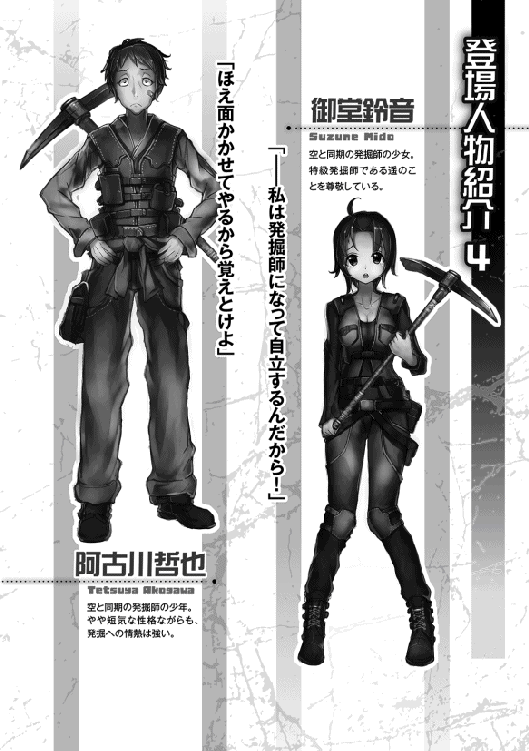 登場人物紹介 4
御堂鈴音
Suzune Mido
空と同期の発掘師の少女。
特級発掘師である遥のこ
とを尊敬している。
「――私は発掘師になって自立するんだから！」
「ほえ面かかせてやるから覚えとけよ」
阿古川哲也
Tetsuya Akogawa
空と同期の発掘師の少年。
やや短気な性格ながらも、
発掘への情熱は強い。